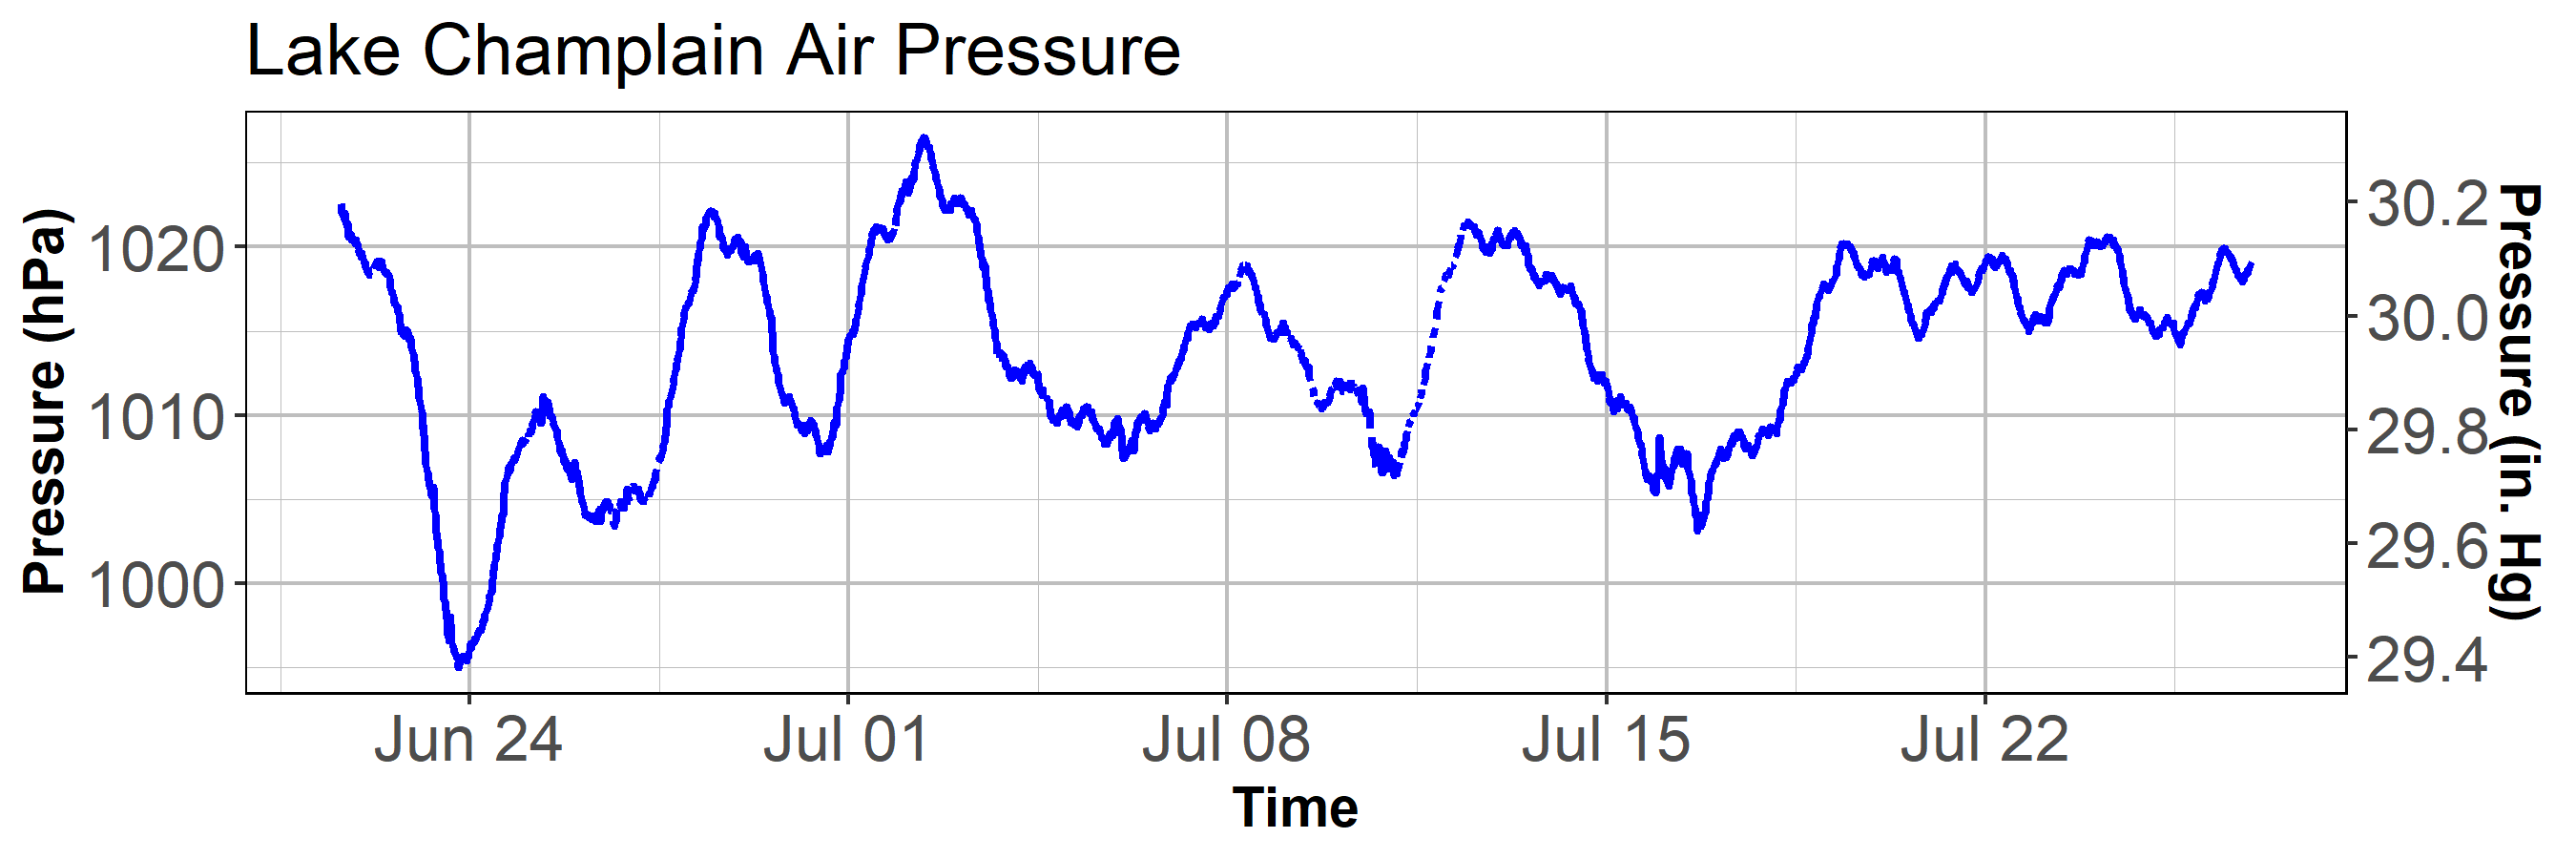 Lake Champlain Air Pressure
Pressure (hPa)
1020
1010
1000
30.2
30.0
29.8
29.6
29.4
Pressure (in. Hg)
Jun 24
Jul 01
Jul 08
Jul 15
Jul 22
Time